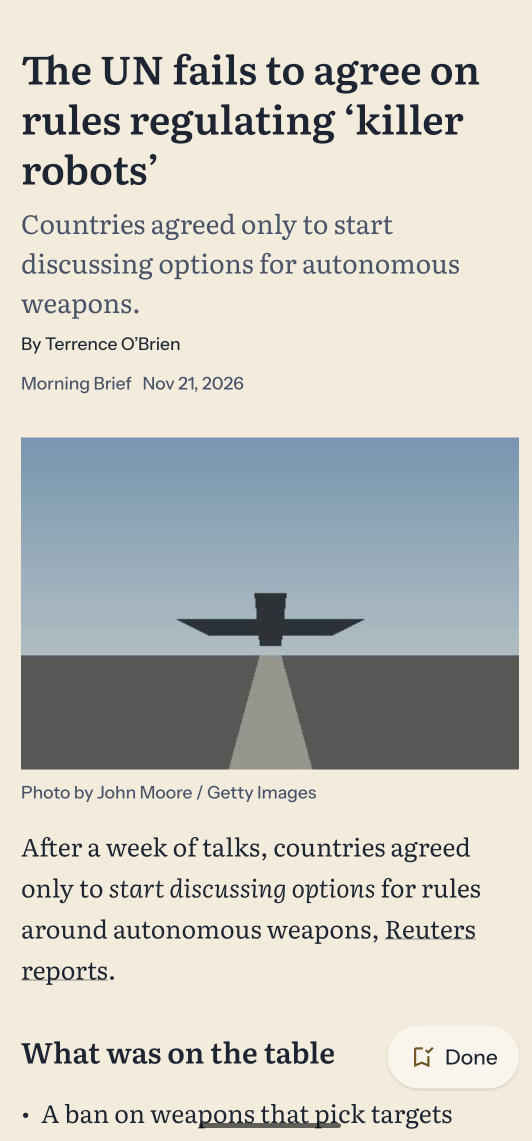 The UN fails to agree on
rules regulating ‘killer
robots’
Countries agreed only to start
discussing options for autonomous
weapons.
By Terrence O’Brien
Morning Brief Nov 21, 2026
Photo by John Moore / Getty Images
After a week of talks, countries agreed
only to start discussing options for rules
around autonomous weapons, Reuters
reports.
What was on the table
Done
• A ban on weapons that pick targets